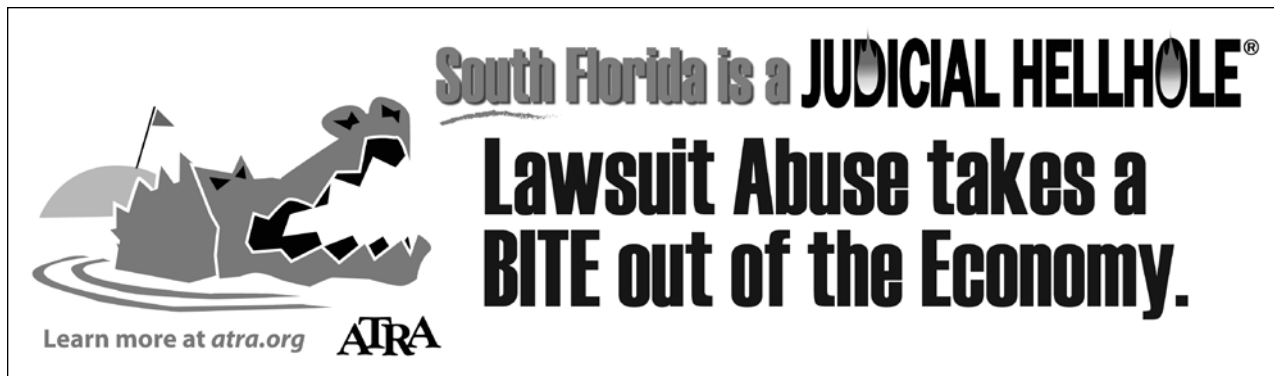 South Florida is a JUDICIAL HELLHOLE®
Lawsuit Abuse takes a
BITE out of the Economy.
Learn more at atra.org
ATRA